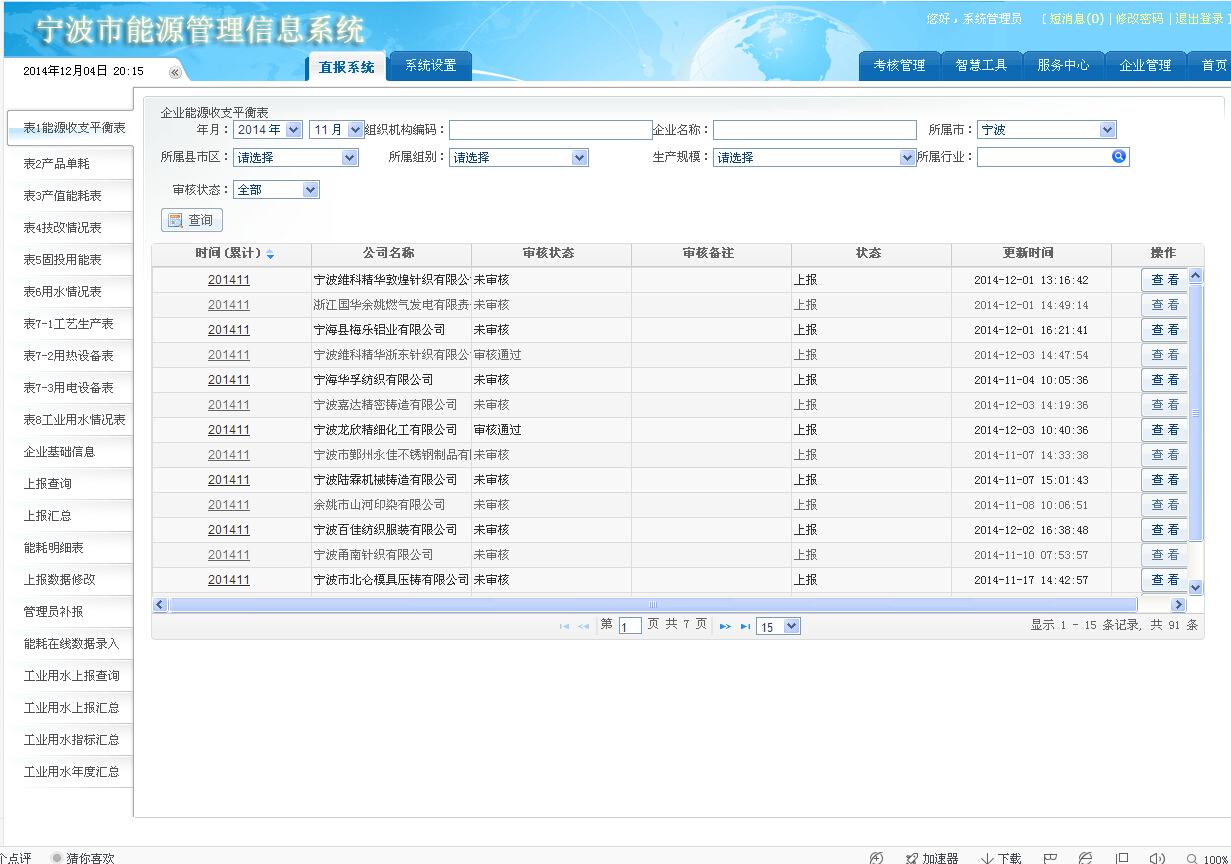 宁波市能源管理信息系统
您好，系统管理员 [ 短消息(0) | 修改密码 | 退出登录 ]
2014年12月04日 20:15 «
直报系统 系统设置 考核管理 智慧工具 服务中心 企业管理 首页
表1能源收支平衡表
表2产品单耗
表3产值能耗表
表4技改情况表
表5固投用能表
表6用水情况表
表7-1工艺生产表
表7-2用热设备表
表7-3用电设备表
表8工业用水情况表
企业基础信息
上报查询
上报汇总
能耗明细表
上报数据修改
管理员补报
能耗在线数据录入
工业用水上报查询
工业用水上报汇总
工业用水指标汇总
工业用水年度汇总
企业能源收支平衡表
年月： 2014 年 11 月 组织机构编码： 企业名称： 所属市： 宁波
所属县市区： 请选择 所属组别： 请选择 生产规模： 请选择 所属行业：
审核状态： 全部
查询
时间 (累计) 公司名称 审核状态 审核备注 状态 更新时间 操作
201411 宁波维科精华敦煌针织有限公 未审核 上报 2014-12-01 13:16:42 查 看
201411 浙江国华余姚燃气发电有限责 未审核 上报 2014-12-01 14:49:14 查 看
201411 宁海县梅乐铝业有限公司 未审核 上报 2014-12-01 16:21:41 查 看
201411 宁波维科精华浙东针织有限公 审核通过 上报 2014-12-03 14:47:54 查 看
201411 宁海华孚纺织有限公司 未审核 上报 2014-11-04 10:05:36 查 看
201411 宁波嘉达精密铸造有限公司 未审核 上报 2014-12-03 14:19:36 查 看
201411 宁波龙欣精细化工有限公司 审核通过 上报 2014-12-03 10:40:36 查 看
201411 宁波市鄞州永佳不锈钢制品有 未审核 上报 2014-11-07 14:33:38 查 看
201411 宁波陆霖机械铸造有限公司 未审核 上报 2014-11-07 15:01:43 查 看
201411 余姚市山河印染有限公司 未审核 上报 2014-11-08 10:06:51 查 看
201411 宁波百佳纺织服装有限公司 未审核 上报 2014-12-02 16:38:48 查 看
201411 宁波甬南针织有限公司 未审核 上报 2014-11-10 07:53:57 查 看
201411 宁波市北仑模具压铸有限公司 未审核 上报 2014-11-17 14:42:57 查 看
第 1 页 共 7 页 15 显示 1 - 15 条记录, 共 91 条
个点评 猜你喜欢 加速器 下载 100%